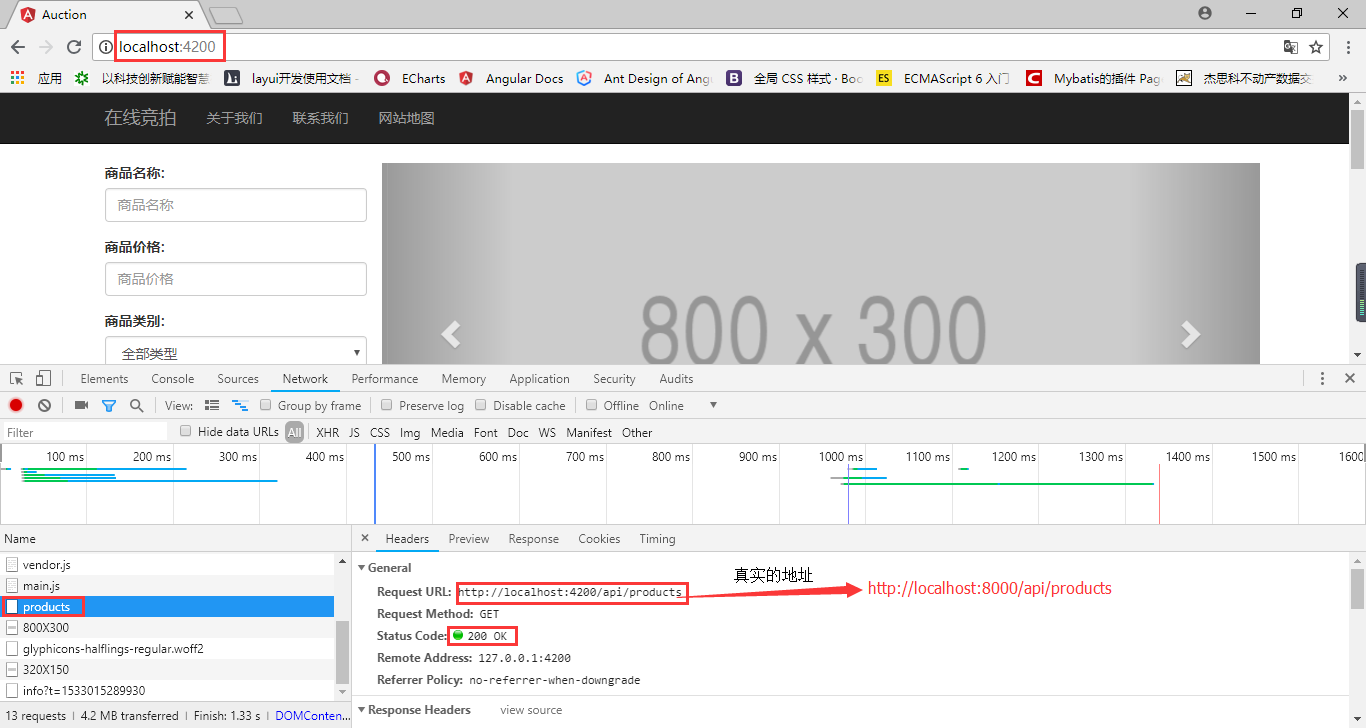 Auction
localhost:4200
应用 以科技创新赋能智慧 layui开发使用文档 - ECharts Angular Docs Ant Design of Angu 全局 CSS 样式 · Boo ES ECMASCript 6 入门 Mybatis的插件 Page 杰思科不动产数据交 »
在线竞拍 关于我们 联系我们 网站地图
商品名称:
商品名称
商品价格:
商品价格
商品类别:
全部类型
800 x 300
Elements Console Sources Network Performance Memory Application Security Audits
View: Group by frame Preserve log Disable cache Offline Online
Filter Hide data URLs All XHR JS CSS Img Media Font Doc WS Manifest Other
100 ms 200 ms 300 ms 400 ms 500 ms 600 ms 700 ms 800 ms 900 ms 1000 ms 1100 ms 1200 ms 1300 ms 1400 ms 1500 ms 1600
Name
vendor.js
main.js
products
800X300
glyphicons-halflings-regular.woff2
320X150
info?t=1533015289930
13 requests | 4.2 MB transferred | Finish: 1.33 s | DOMConten...
Headers Preview Response Cookies Timing
General
Request URL: http://localhost:4200/api/products
真实的地址
http://localhost:8000/api/products
Request Method: GET
Status Code: 200 OK
Remote Address: 127.0.0.1:4200
Referrer Policy: no-referrer-when-downgrade
Response Headers view source